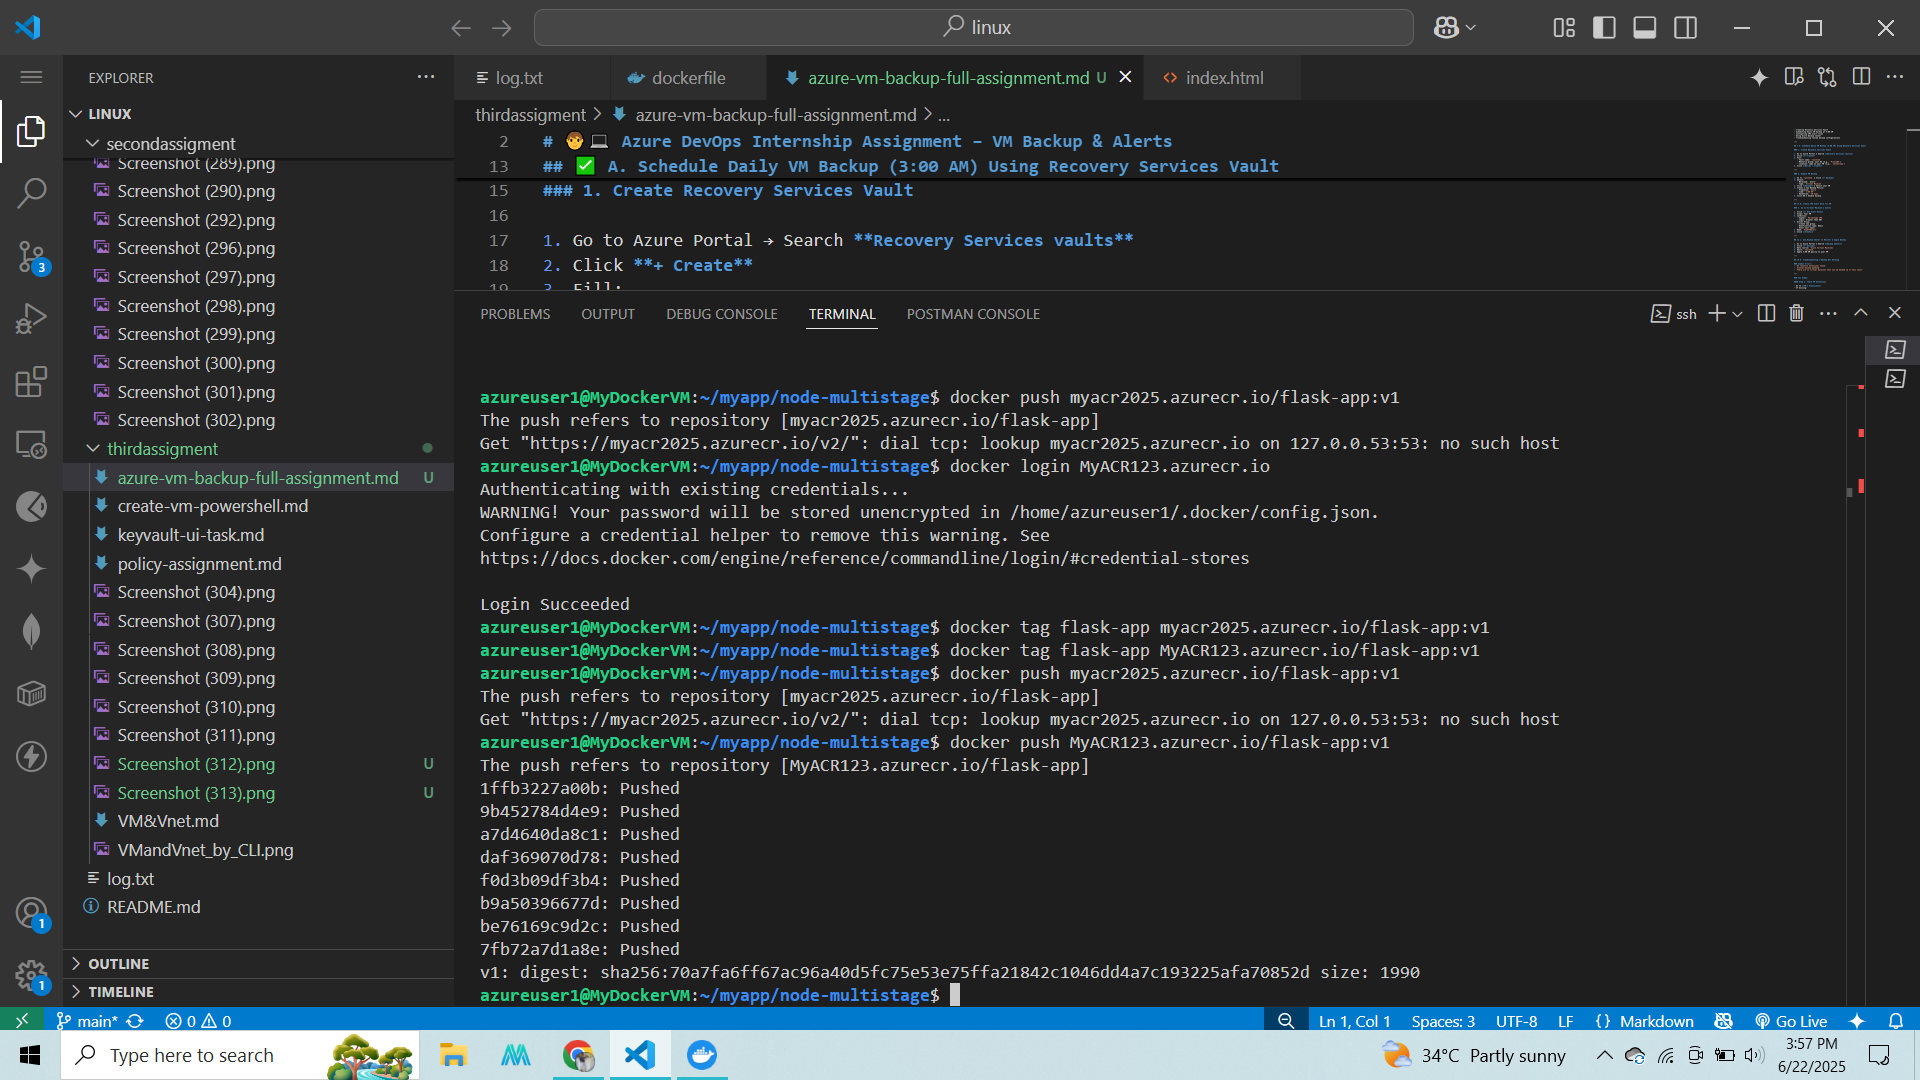 linux
EXPLORER
LINUX
secondassigment
Screenshot (289).png
Screenshot (290).png
Screenshot (292).png
Screenshot (296).png
Screenshot (297).png
Screenshot (298).png
Screenshot (299).png
Screenshot (300).png
Screenshot (301).png
Screenshot (302).png
thirdassigment
azure-vm-backup-full-assignment.md U
create-vm-powershell.md
keyvault-ui-task.md
policy-assignment.md
Screenshot (304).png
Screenshot (307).png
Screenshot (308).png
Screenshot (309).png
Screenshot (310).png
Screenshot (311).png
Screenshot (312).png U
Screenshot (313).png U
VM&Vnet.md
VMandVnet_by_CLI.png
log.txt
README.md
OUTLINE
TIMELINE
3
1
1
log.txt dockerfile azure-vm-backup-full-assignment.md U index.html
thirdassigment > azure-vm-backup-full-assignment.md > ...
2 # 🧑‍💻 Azure DevOps Internship Assignment – VM Backup & Alerts
13 ## ✅ A. Schedule Daily VM Backup (3:00 AM) Using Recovery Services Vault
15 ### 1. Create Recovery Services Vault
16
17 1. Go to Azure Portal → Search **Recovery Services vaults**
18 2. Click **+ Create**
19 3. Fill:
PROBLEMS OUTPUT DEBUG CONSOLE TERMINAL POSTMAN CONSOLE
ssh
azureuser1@MyDockerVM:~/myapp/node-multistage$ docker push myacr2025.azurecr.io/flask-app:v1
The push refers to repository [myacr2025.azurecr.io/flask-app]
Get "https://myacr2025.azurecr.io/v2/": dial tcp: lookup myacr2025.azurecr.io on 127.0.0.53:53: no such host
azureuser1@MyDockerVM:~/myapp/node-multistage$ docker login MyACR123.azurecr.io
Authenticating with existing credentials...
WARNING! Your password will be stored unencrypted in /home/azureuser1/.docker/config.json.
Configure a credential helper to remove this warning. See
https://docs.docker.com/engine/reference/commandline/login/#credential-stores
Login Succeeded
azureuser1@MyDockerVM:~/myapp/node-multistage$ docker tag flask-app myacr2025.azurecr.io/flask-app:v1
azureuser1@MyDockerVM:~/myapp/node-multistage$ docker tag flask-app MyACR123.azurecr.io/flask-app:v1
azureuser1@MyDockerVM:~/myapp/node-multistage$ docker push myacr2025.azurecr.io/flask-app:v1
The push refers to repository [myacr2025.azurecr.io/flask-app]
Get "https://myacr2025.azurecr.io/v2/": dial tcp: lookup myacr2025.azurecr.io on 127.0.0.53:53: no such host
azureuser1@MyDockerVM:~/myapp/node-multistage$ docker push MyACR123.azurecr.io/flask-app:v1
The push refers to repository [MyACR123.azurecr.io/flask-app]
1ffb3227a00b: Pushed
9b452784d4e9: Pushed
a7d4640da8c1: Pushed
daf369070d78: Pushed
f0d3b09df3b4: Pushed
b9a50396677d: Pushed
be76169c9d2c: Pushed
7fb72a7d1a8e: Pushed
v1: digest: sha256:70a7fa6ff67ac96a40d5fc75e53e75ffa21842c1046dd4a7c193225afa70852d size: 1990
azureuser1@MyDockerVM:~/myapp/node-multistage$
main* 0 0 Ln 1, Col 1 Spaces: 3 UTF-8 LF {} Markdown Go Live
Type here to search
34°C Partly sunny
3:57 PM
6/22/2025